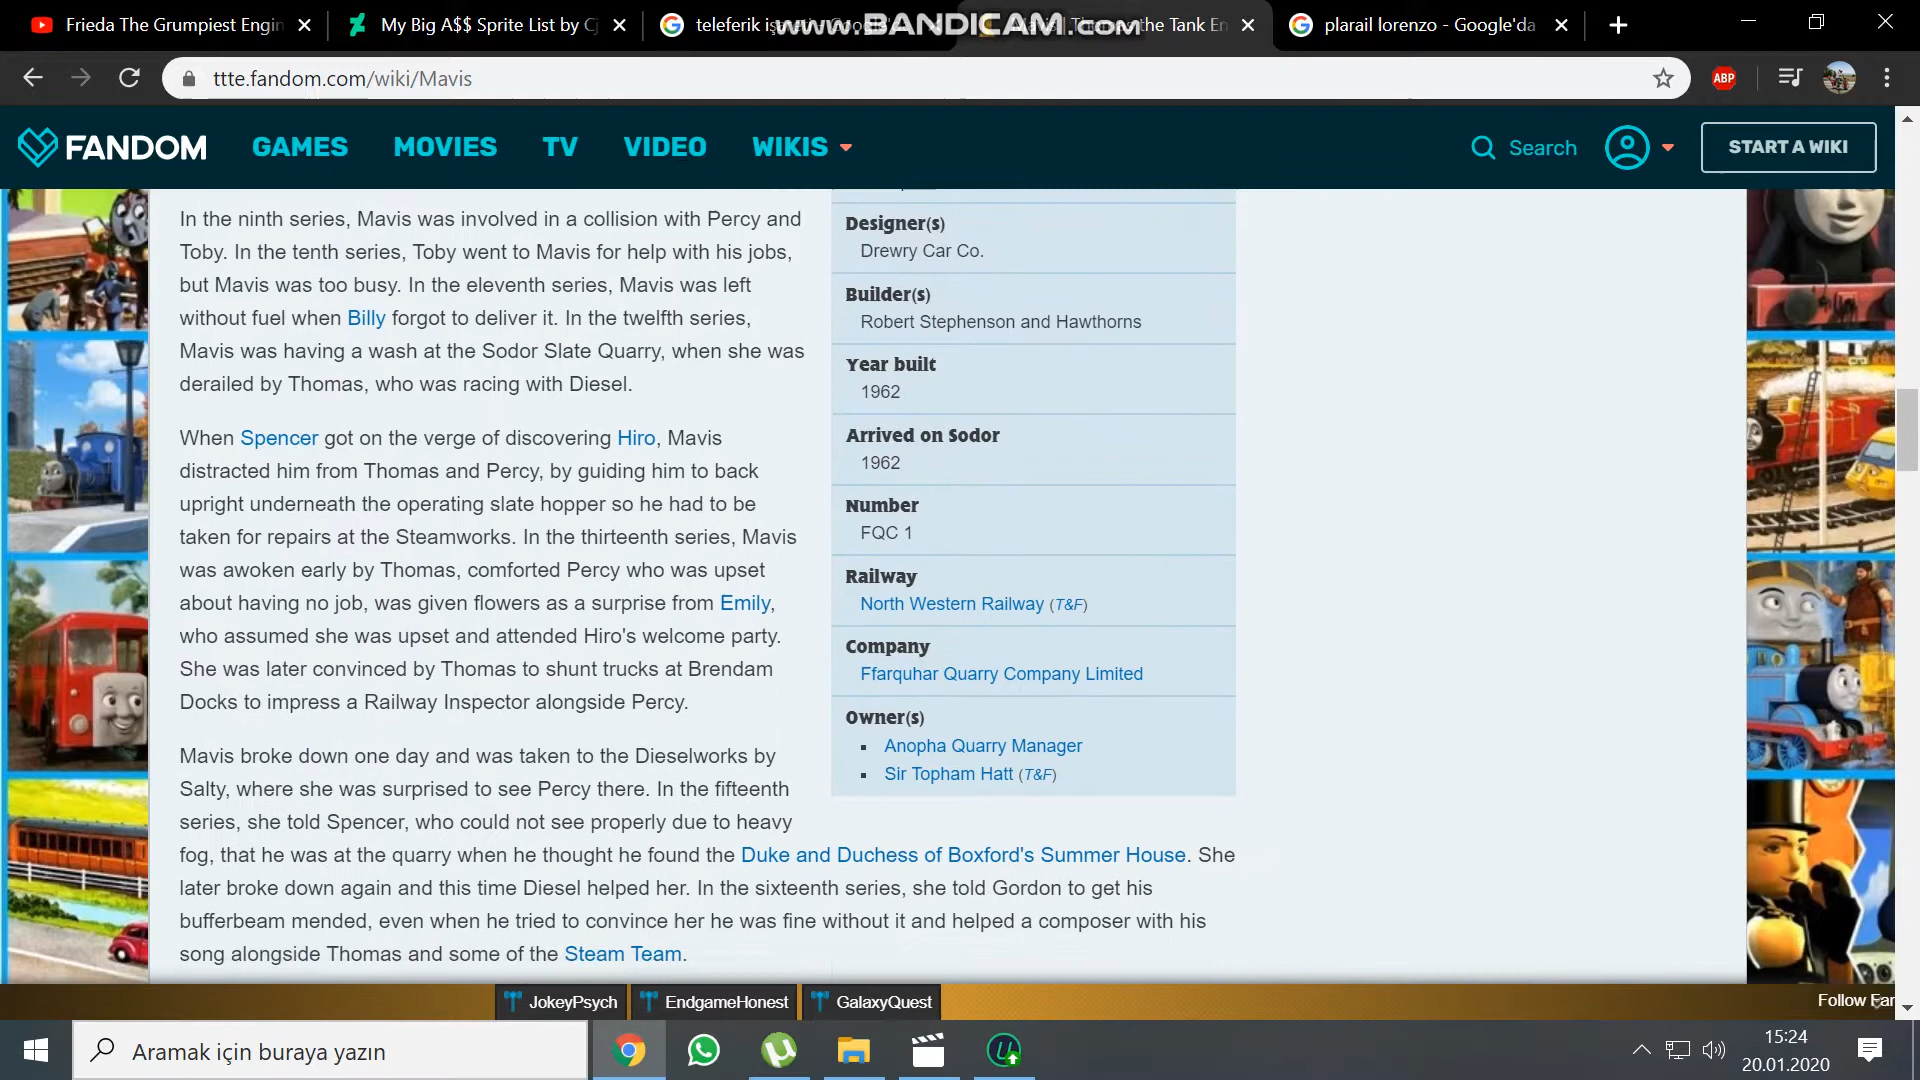 Frieda The Grumpiest Engin
My Big A$$ Sprite List by Cj
teleferik iş
www.BANDICAM.com
the Tank En
plarail lorenzo - Google'da
ttte.fandom.com/wiki/Mavis
ABP
FANDOM
GAMES
MOVIES
TV
VIDEO
WIKIS
Search
START A WIKI
In the ninth series, Mavis was involved in a collision with Percy and
Toby. In the tenth series, Toby went to Mavis for help with his jobs,
but Mavis was too busy. In the eleventh series, Mavis was left
without fuel when Billy forgot to deliver it. In the twelfth series,
Mavis was having a wash at the Sodor Slate Quarry, when she was
derailed by Thomas, who was racing with Diesel.
When Spencer got on the verge of discovering Hiro, Mavis
distracted him from Thomas and Percy, by guiding him to back
upright underneath the operating slate hopper so he had to be
taken for repairs at the Steamworks. In the thirteenth series, Mavis
was awoken early by Thomas, comforted Percy who was upset
about having no job, was given flowers as a surprise from Emily,
who assumed she was upset and attended Hiro's welcome party.
She was later convinced by Thomas to shunt trucks at Brendam
Docks to impress a Railway Inspector alongside Percy.
Mavis broke down one day and was taken to the Dieselworks by
Salty, where she was surprised to see Percy there. In the fifteenth
series, she told Spencer, who could not see properly due to heavy
fog, that he was at the quarry when he thought he found the Duke and Duchess of Boxford's Summer House. She
later broke down again and this time Diesel helped her. In the sixteenth series, she told Gordon to get his
bufferbeam mended, even when he tried to convince her he was fine without it and helped a composer with his
song alongside Thomas and some of the Steam Team.
Designer(s)
Drewry Car Co.
Builder(s)
Robert Stephenson and Hawthorns
Year built
1962
Arrived on Sodor
1962
Number
FQC 1
Railway
North Western Railway (T&F)
Company
Ffarquhar Quarry Company Limited
Owner(s)
Anopha Quarry Manager
Sir Topham Hatt (T&F)
JokeyPsych
EndgameHonest
GalaxyQuest
Follow Far
Aramak için buraya yazın
15:24
20.01.2020